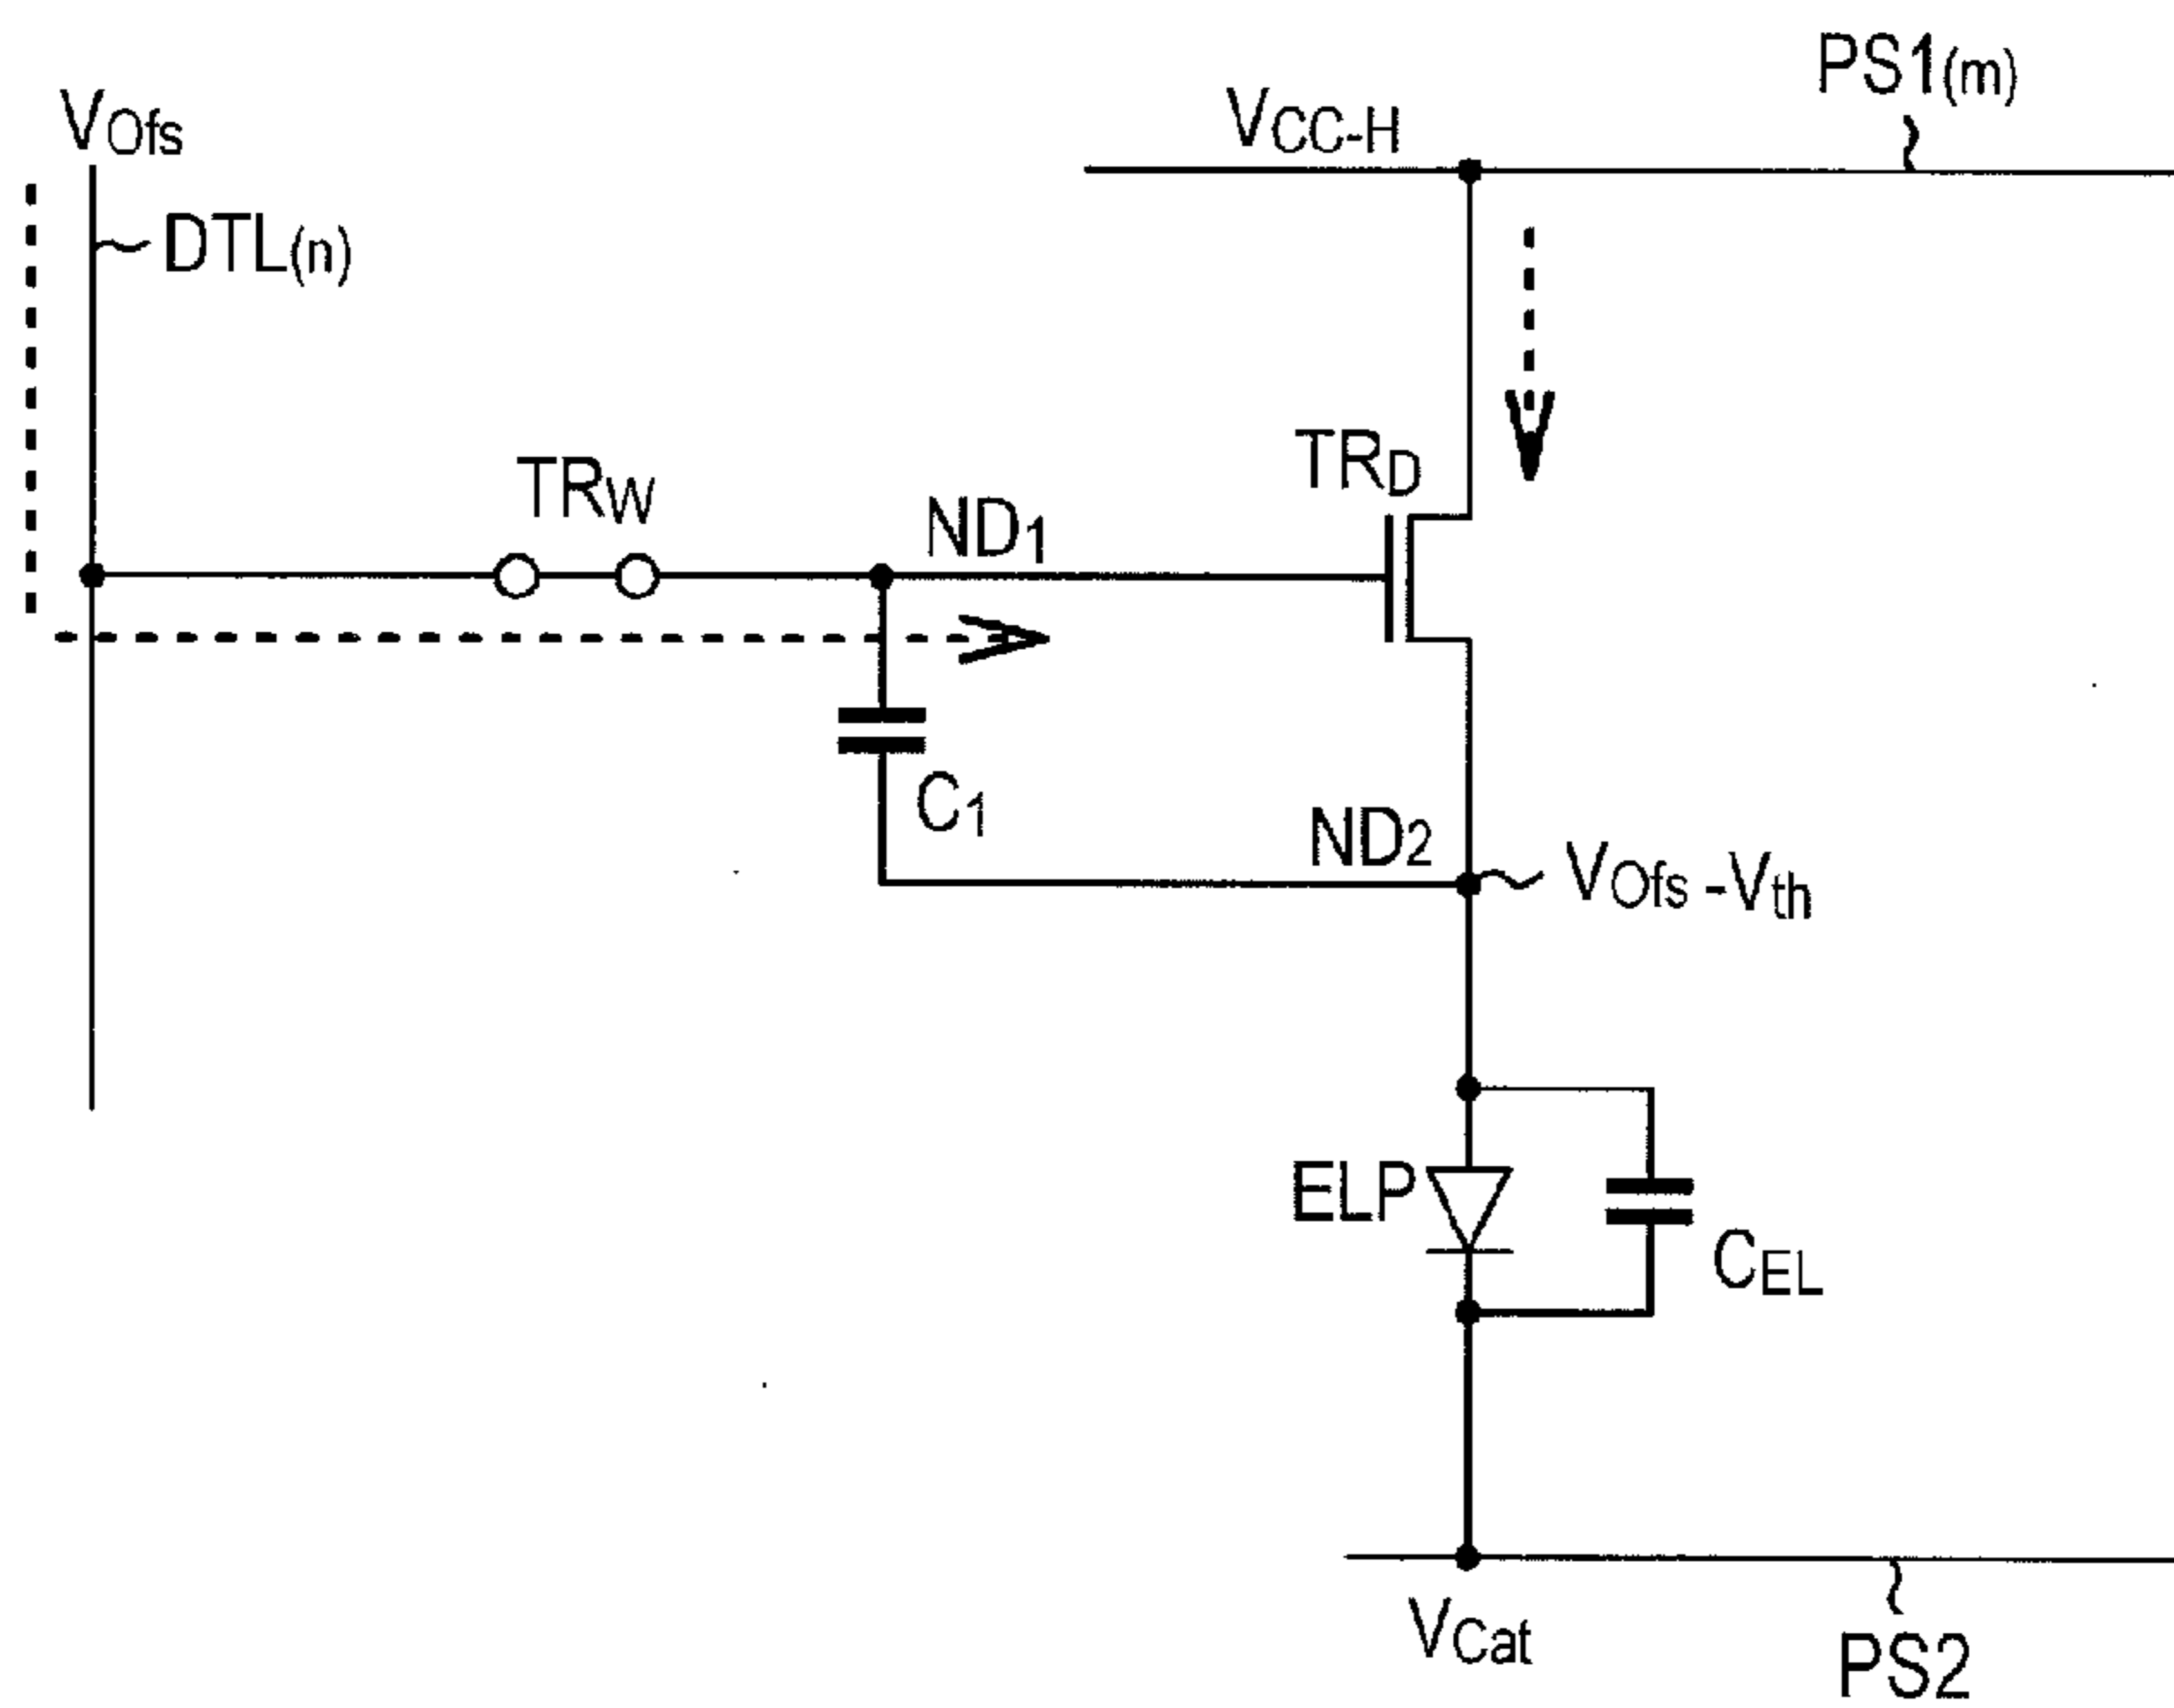 PS1(m)
VOfs
VCC-H
DTL(n)
TRD
TRW
ND1
C1
ND2
VOfs -Vth
ELP
CEL
VCat
PS2